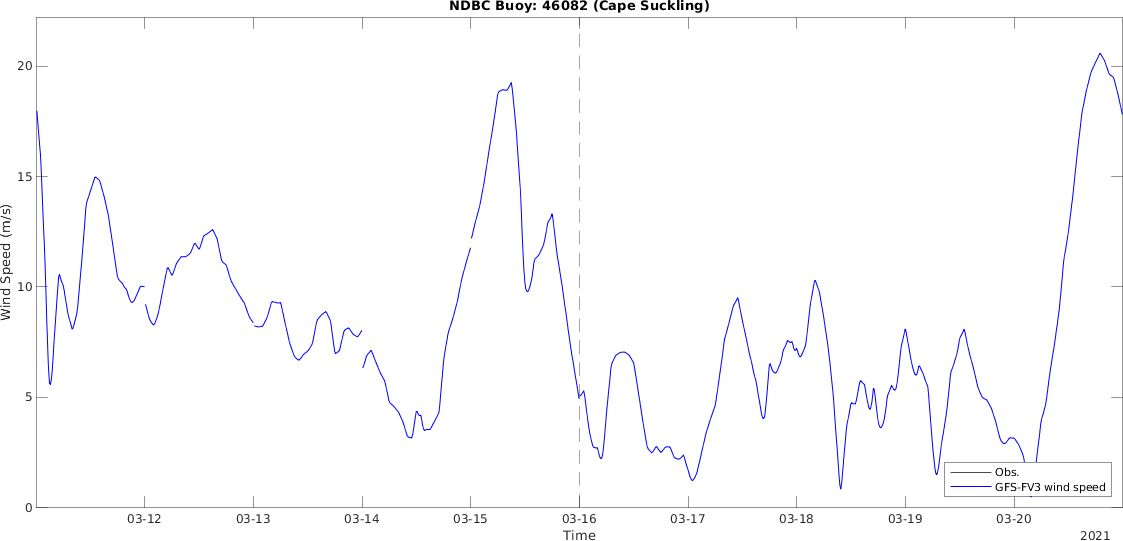 NDBC Buoy: 46082 (Cape Suckling)
20
15
10
5
0
Wind Speed (m/s)
03-12 03-13 03-14 03-15 03-16 03-17 03-18 03-19 03-20
Time
2021
Obs.
GFS-FV3 wind speed